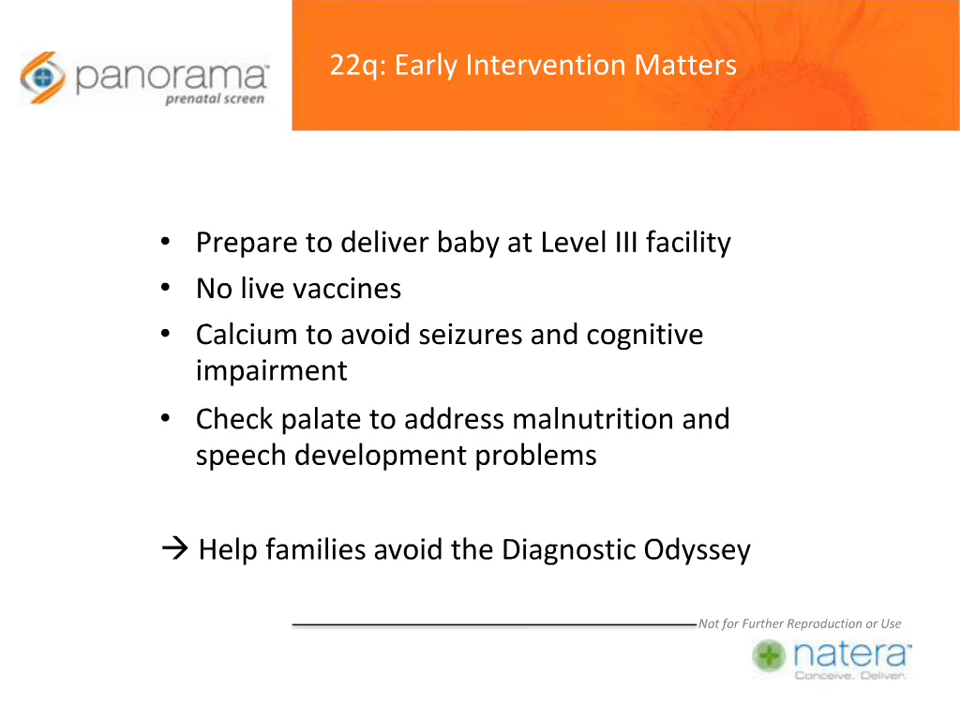 panorama™
prenatal screen
22q: Early Intervention Matters
• Prepare to deliver baby at Level III facility
• No live vaccines
• Calcium to avoid seizures and cognitive
impairment
• Check palate to address malnutrition and
speech development problems
→ Help families avoid the Diagnostic Odyssey
Not for Further Reproduction or Use
natera™
Conceive. Deliver.